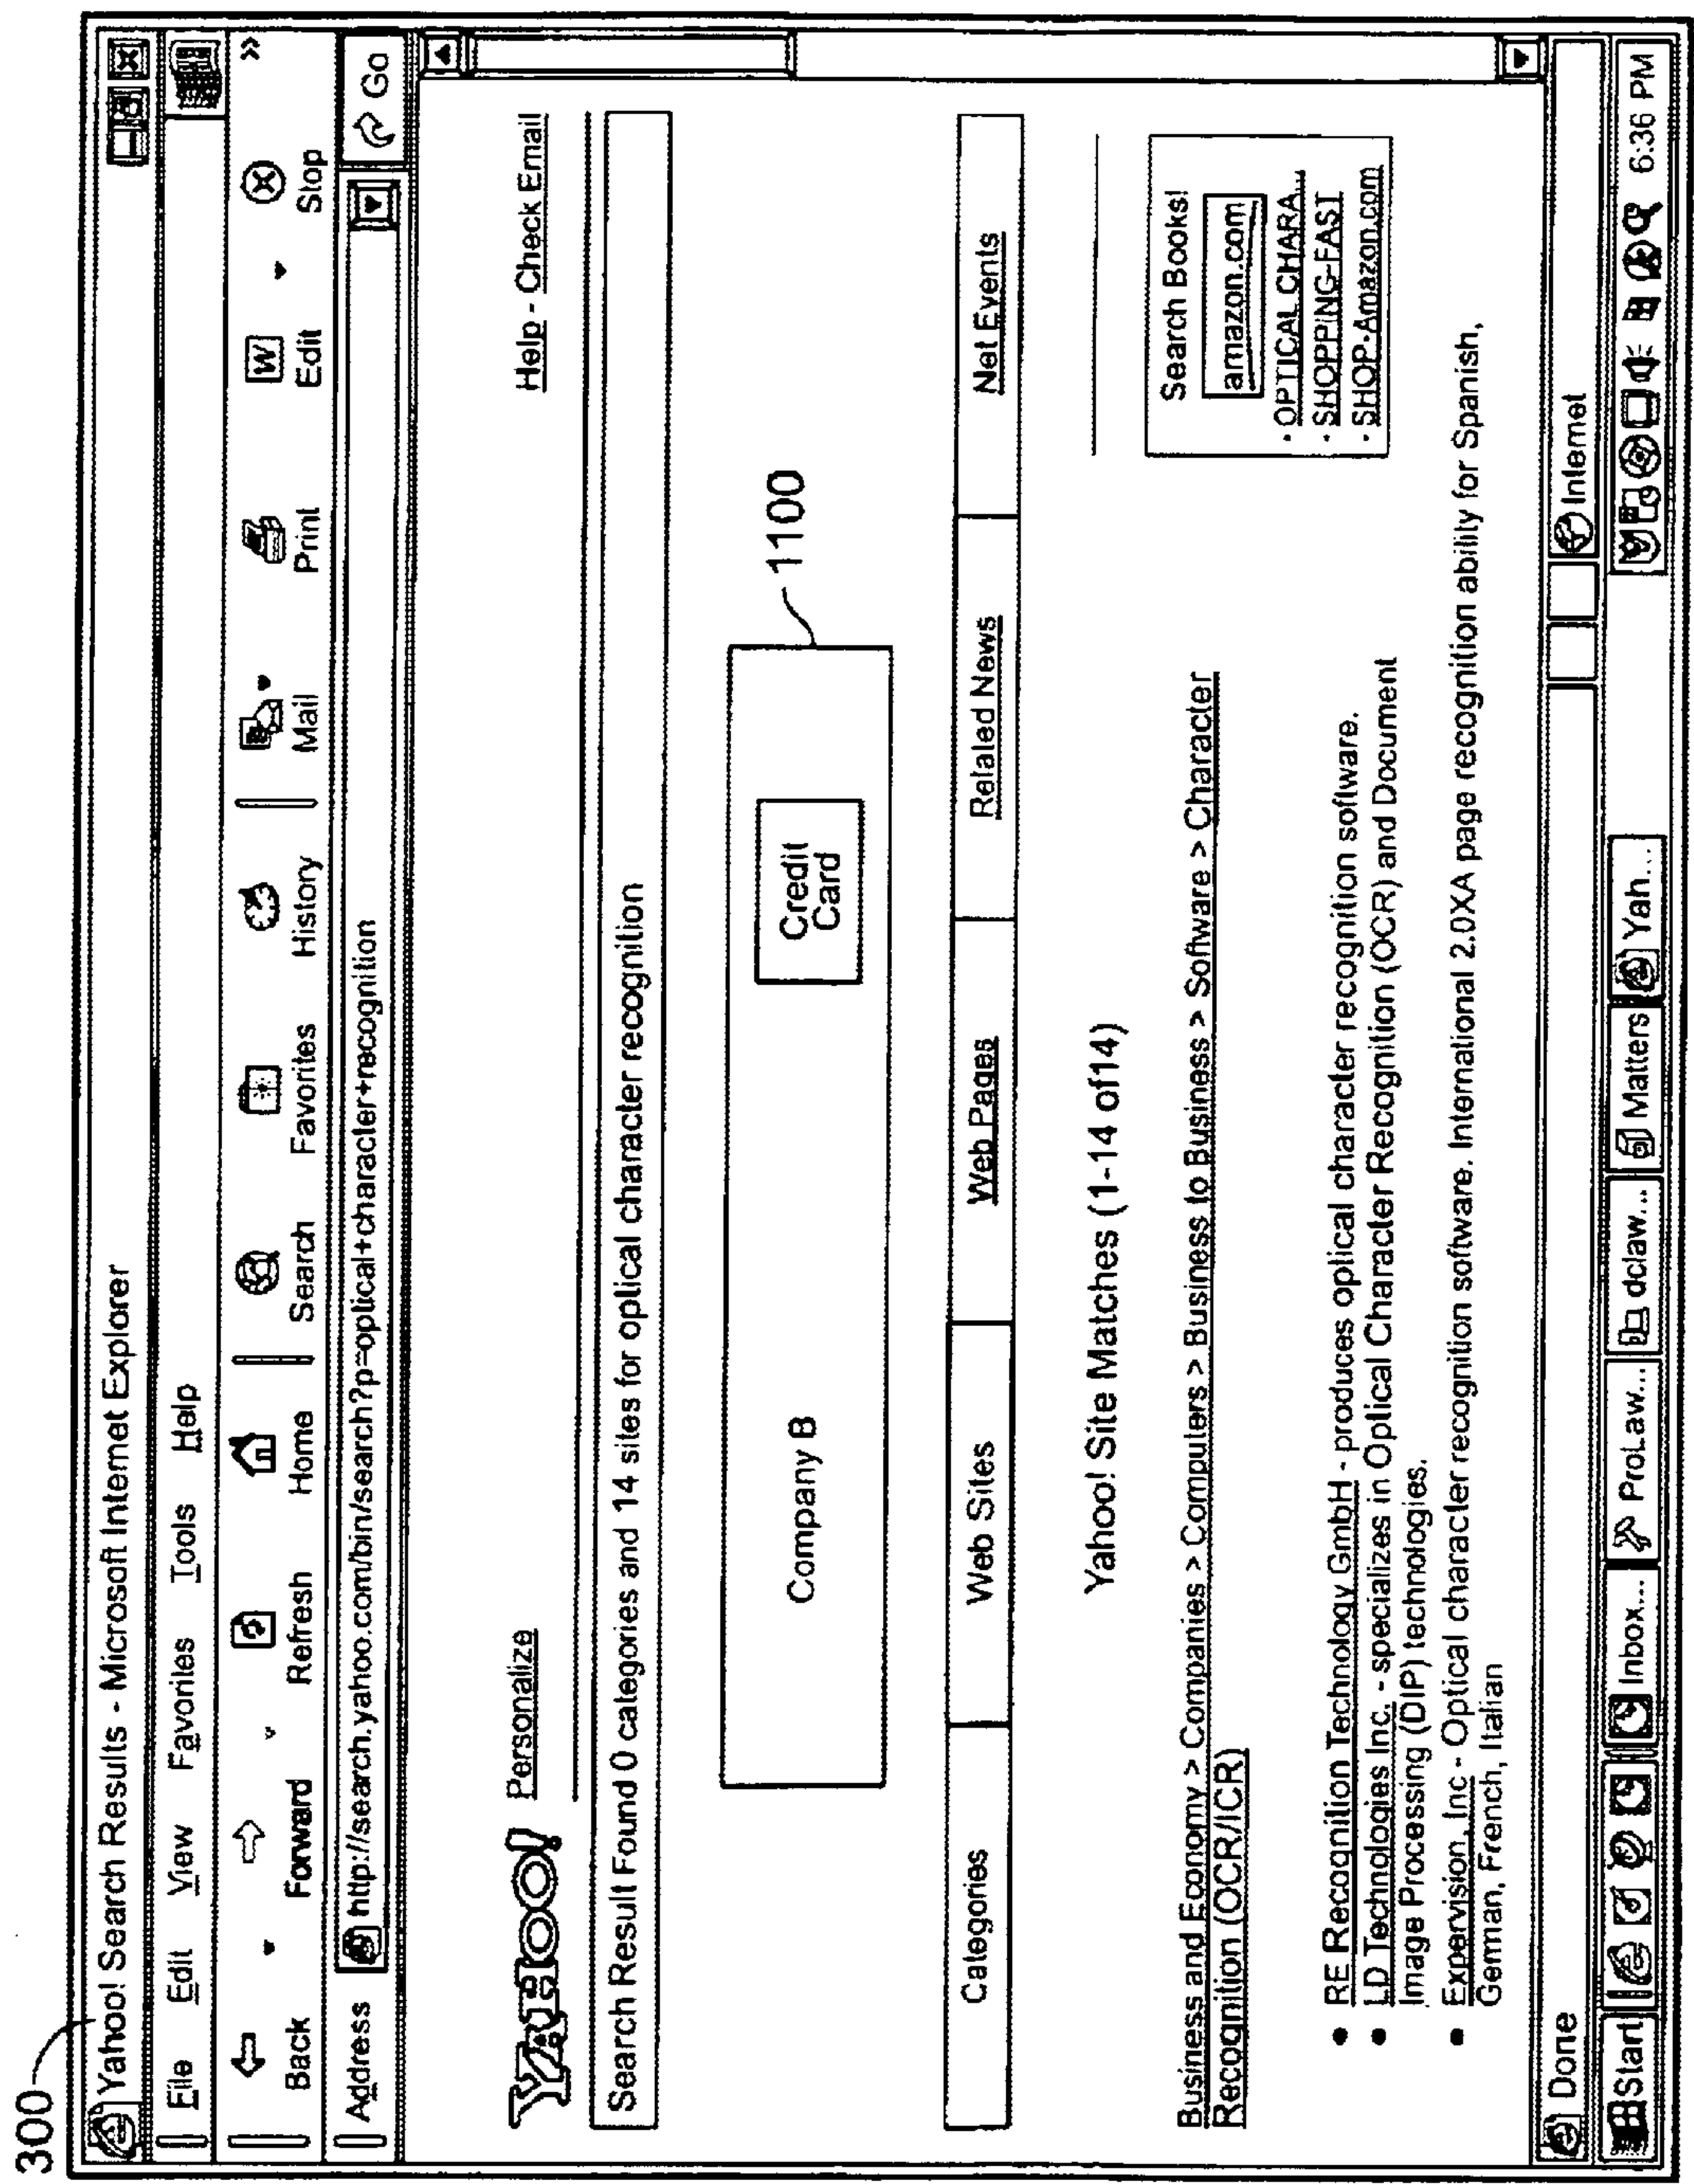 300
Yahoo! Search Results - Microsoft Internet Explorer
File Edit View Favorites Tools Help
Back Forward Refresh Home Search Favorites History Mail Print Edit Stop »
Address http://search.yahoo.com/bin/search?p=optical+character+recognition Go
YAHOO! Personalize Help - Check Email
Search Result Found 0 categories and 14 sites for optical character recognition
Company B Credit Card
1100
Categories Web Sites Web Pages Related News Net Events
Yahoo! Site Matches (1-14 of14)
Business and Economy > Companies > Computers > Business to Business > Software > Character
Recognition (OCR/ICR)
Search Books!
amazon.com
· OPTICAL CHARA...
· SHOPPING-FAST
· SHOP-Amazon.com
• RE Recognition Technology GmbH - produces optical character recognition software.
• LD Technologies Inc. - specializes in Optical Character Recognition (OCR) and Document
Image Processing (DIP) technologies.
• Expervision, Inc - Optical character recognition software. International 2.0XA page recognition ability for Spanish,
German, French, Italian
Done Internet
Start Inbox... ProLaw... dclaw... Matters Yah... 6:36 PM